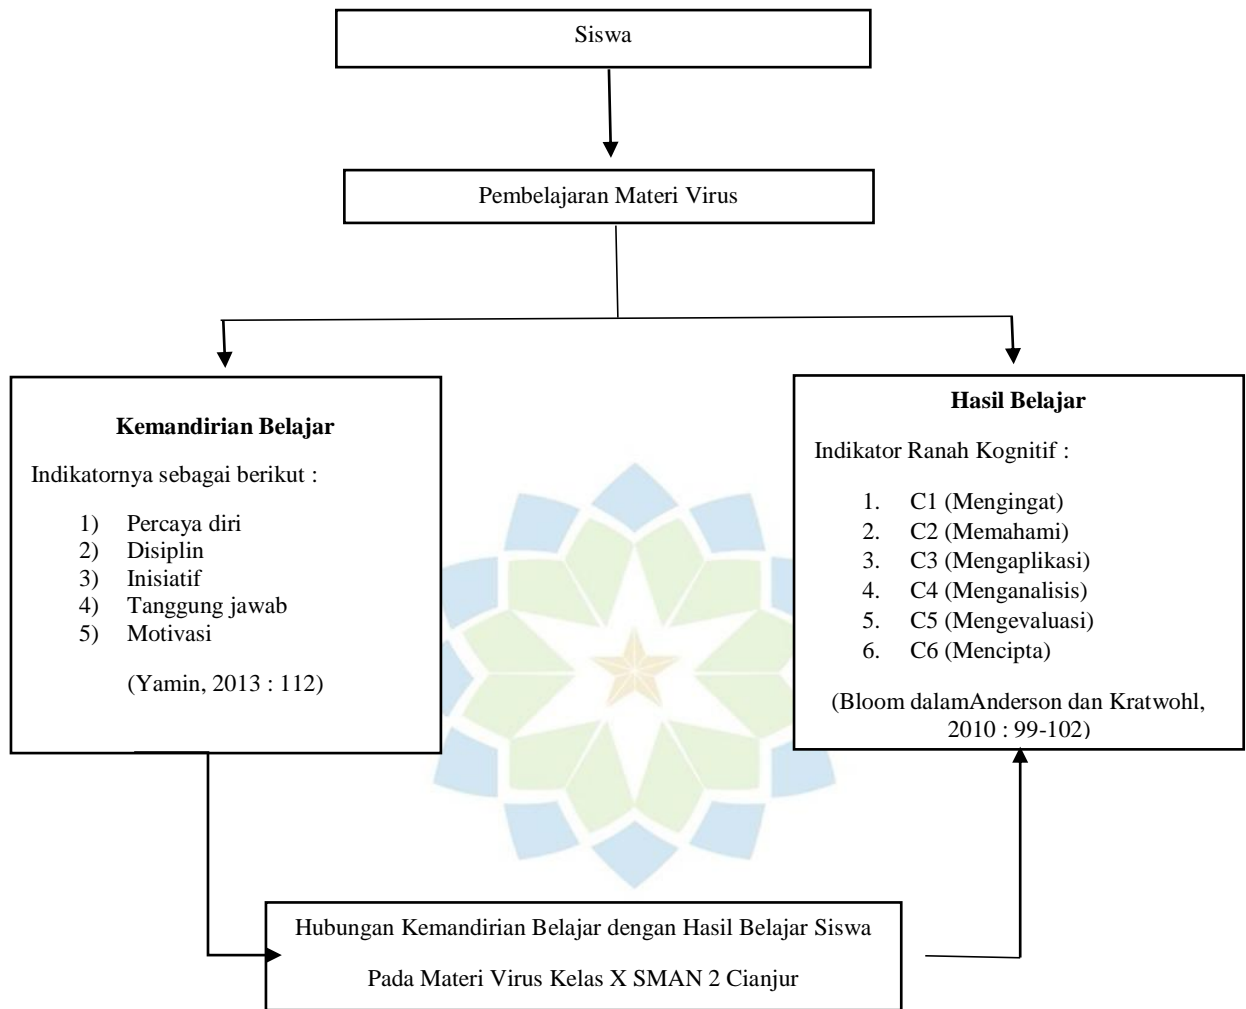 Siswa
Pembelajaran Materi Virus
Kemandirian Belajar
Indikatornya sebagai berikut :
1) Percaya diri
2) Disiplin
3) Inisiatif
4) Tanggung jawab
5) Motivasi
(Yamin, 2013 : 112)
Hasil Belajar
Indikator Ranah Kognitif :
1. C1 (Mengingat)
2. C2 (Memahami)
3. C3 (Mengaplikasi)
4. C4 (Menganalisis)
5. C5 (Mengevaluasi)
6. C6 (Mencipta)
(Bloom dalamAnderson dan Kratwohl,
2010 : 99-102)
Hubungan Kemandirian Belajar dengan Hasil Belajar Siswa
Pada Materi Virus Kelas X SMAN 2 Cianjur